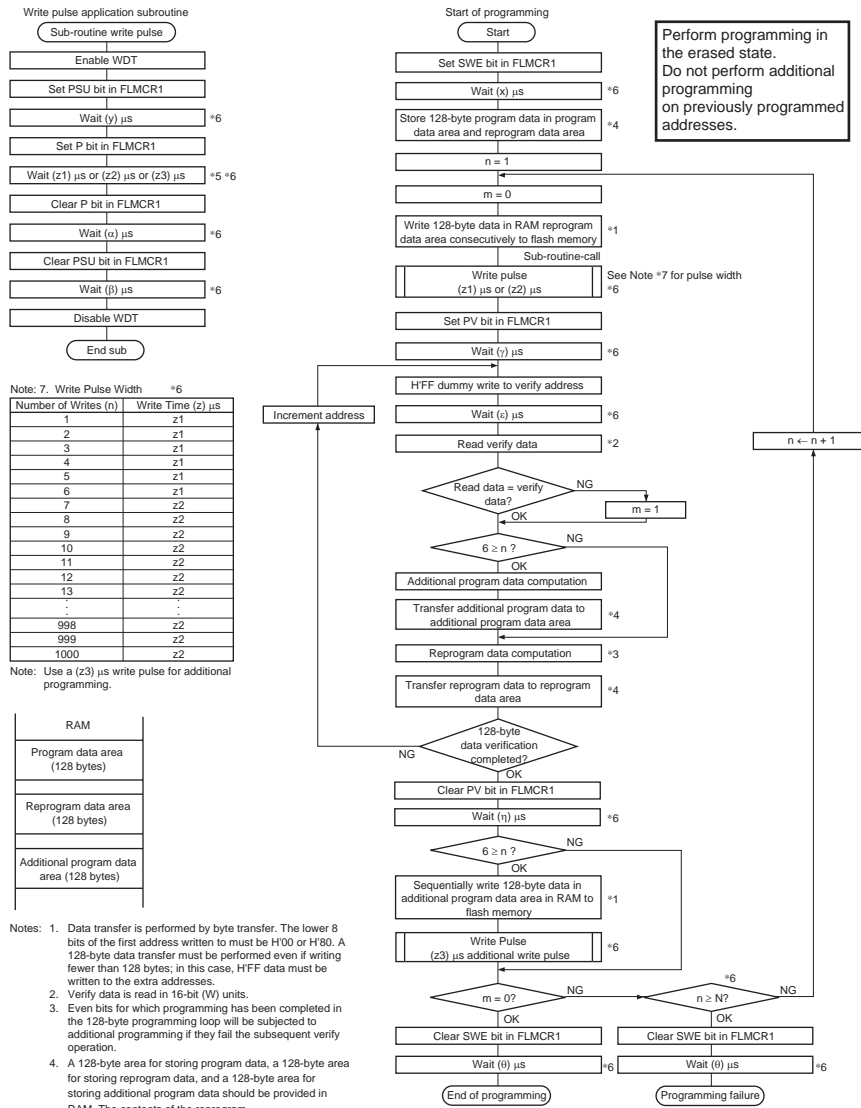 Write pulse application subroutine
Sub-routine write pulse
Enable WDT
Set PSU bit in FLMCR1
Wait (y) µs
*6
Set P bit in FLMCR1
Wait (z1) µs or (z2) µs or (z3) µs
*5 *6
Clear P bit in FLMCR1
Wait (α) µs
*6
Clear PSU bit in FLMCR1
Wait (β) µs
*6
Disable WDT
End sub
Note: 7. Write Pulse Width *6
Number of Writes (n) Write Time (z) µs
1 z1
2 z1
3 z1
4 z1
5 z1
6 z1
7 z2
8 z2
9 z2
10 z2
11 z2
12 z2
13 z2
998 z2
999 z2
1000 z2
Note: Use a (z3) µs write pulse for additional
programming.
RAM
Program data area
(128 bytes)
Reprogram data area
(128 bytes)
Additional program data
area (128 bytes)
Notes: 1. Data transfer is performed by byte transfer. The lower 8
bits of the first address written to must be H'00 or H'80. A
128-byte data transfer must be performed even if writing
fewer than 128 bytes; in this case, H'FF data must be
written to the extra addresses.
2. Verify data is read in 16-bit (W) units.
3. Even bits for which programming has been completed in
the 128-byte programming loop will be subjected to
additional programming if they fail the subsequent verify
operation.
4. A 128-byte area for storing program data, a 128-byte area
for storing reprogram data, and a 128-byte area for
storing additional program data should be provided in
RAM. The contents of the reprogram
Start of programming
Start
Set SWE bit in FLMCR1
Wait (x) µs
*6
Store 128-byte program data in program
data area and reprogram data area
*4
n = 1
m = 0
Write 128-byte data in RAM reprogram
data area consecutively to flash memory
*1
Sub-routine-call
Write pulse
(z1) µs or (z2) µs
See Note *7 for pulse width
*6
Set PV bit in FLMCR1
Wait (γ) µs
*6
H'FF dummy write to verify address
Increment address
Wait (ε) µs
*6
Read verify data
*2
n ← n + 1
Read data = verify
data?
NG
OK
m = 1
6 ≥ n ?
NG
OK
Additional program data computation
Transfer additional program data to
additional program data area
*4
Reprogram data computation
*3
Transfer reprogram data to reprogram
data area
*4
128-byte
data verification
completed?
NG
OK
Clear PV bit in FLMCR1
Wait (η) µs
*6
6 ≥ n ?
NG
OK
Sequentially write 128-byte data in
additional program data area in RAM to
flash memory
*1
Write Pulse
(z3) µs additional write pulse
*6
m = 0?
NG
OK
*6
n ≥ N?
NG
OK
Clear SWE bit in FLMCR1
Clear SWE bit in FLMCR1
Wait (θ) µs
*6
Wait (θ) µs
*6
End of programming
Programming failure
Perform programming in
the erased state.
Do not perform additional
programming
on previously programmed
addresses.